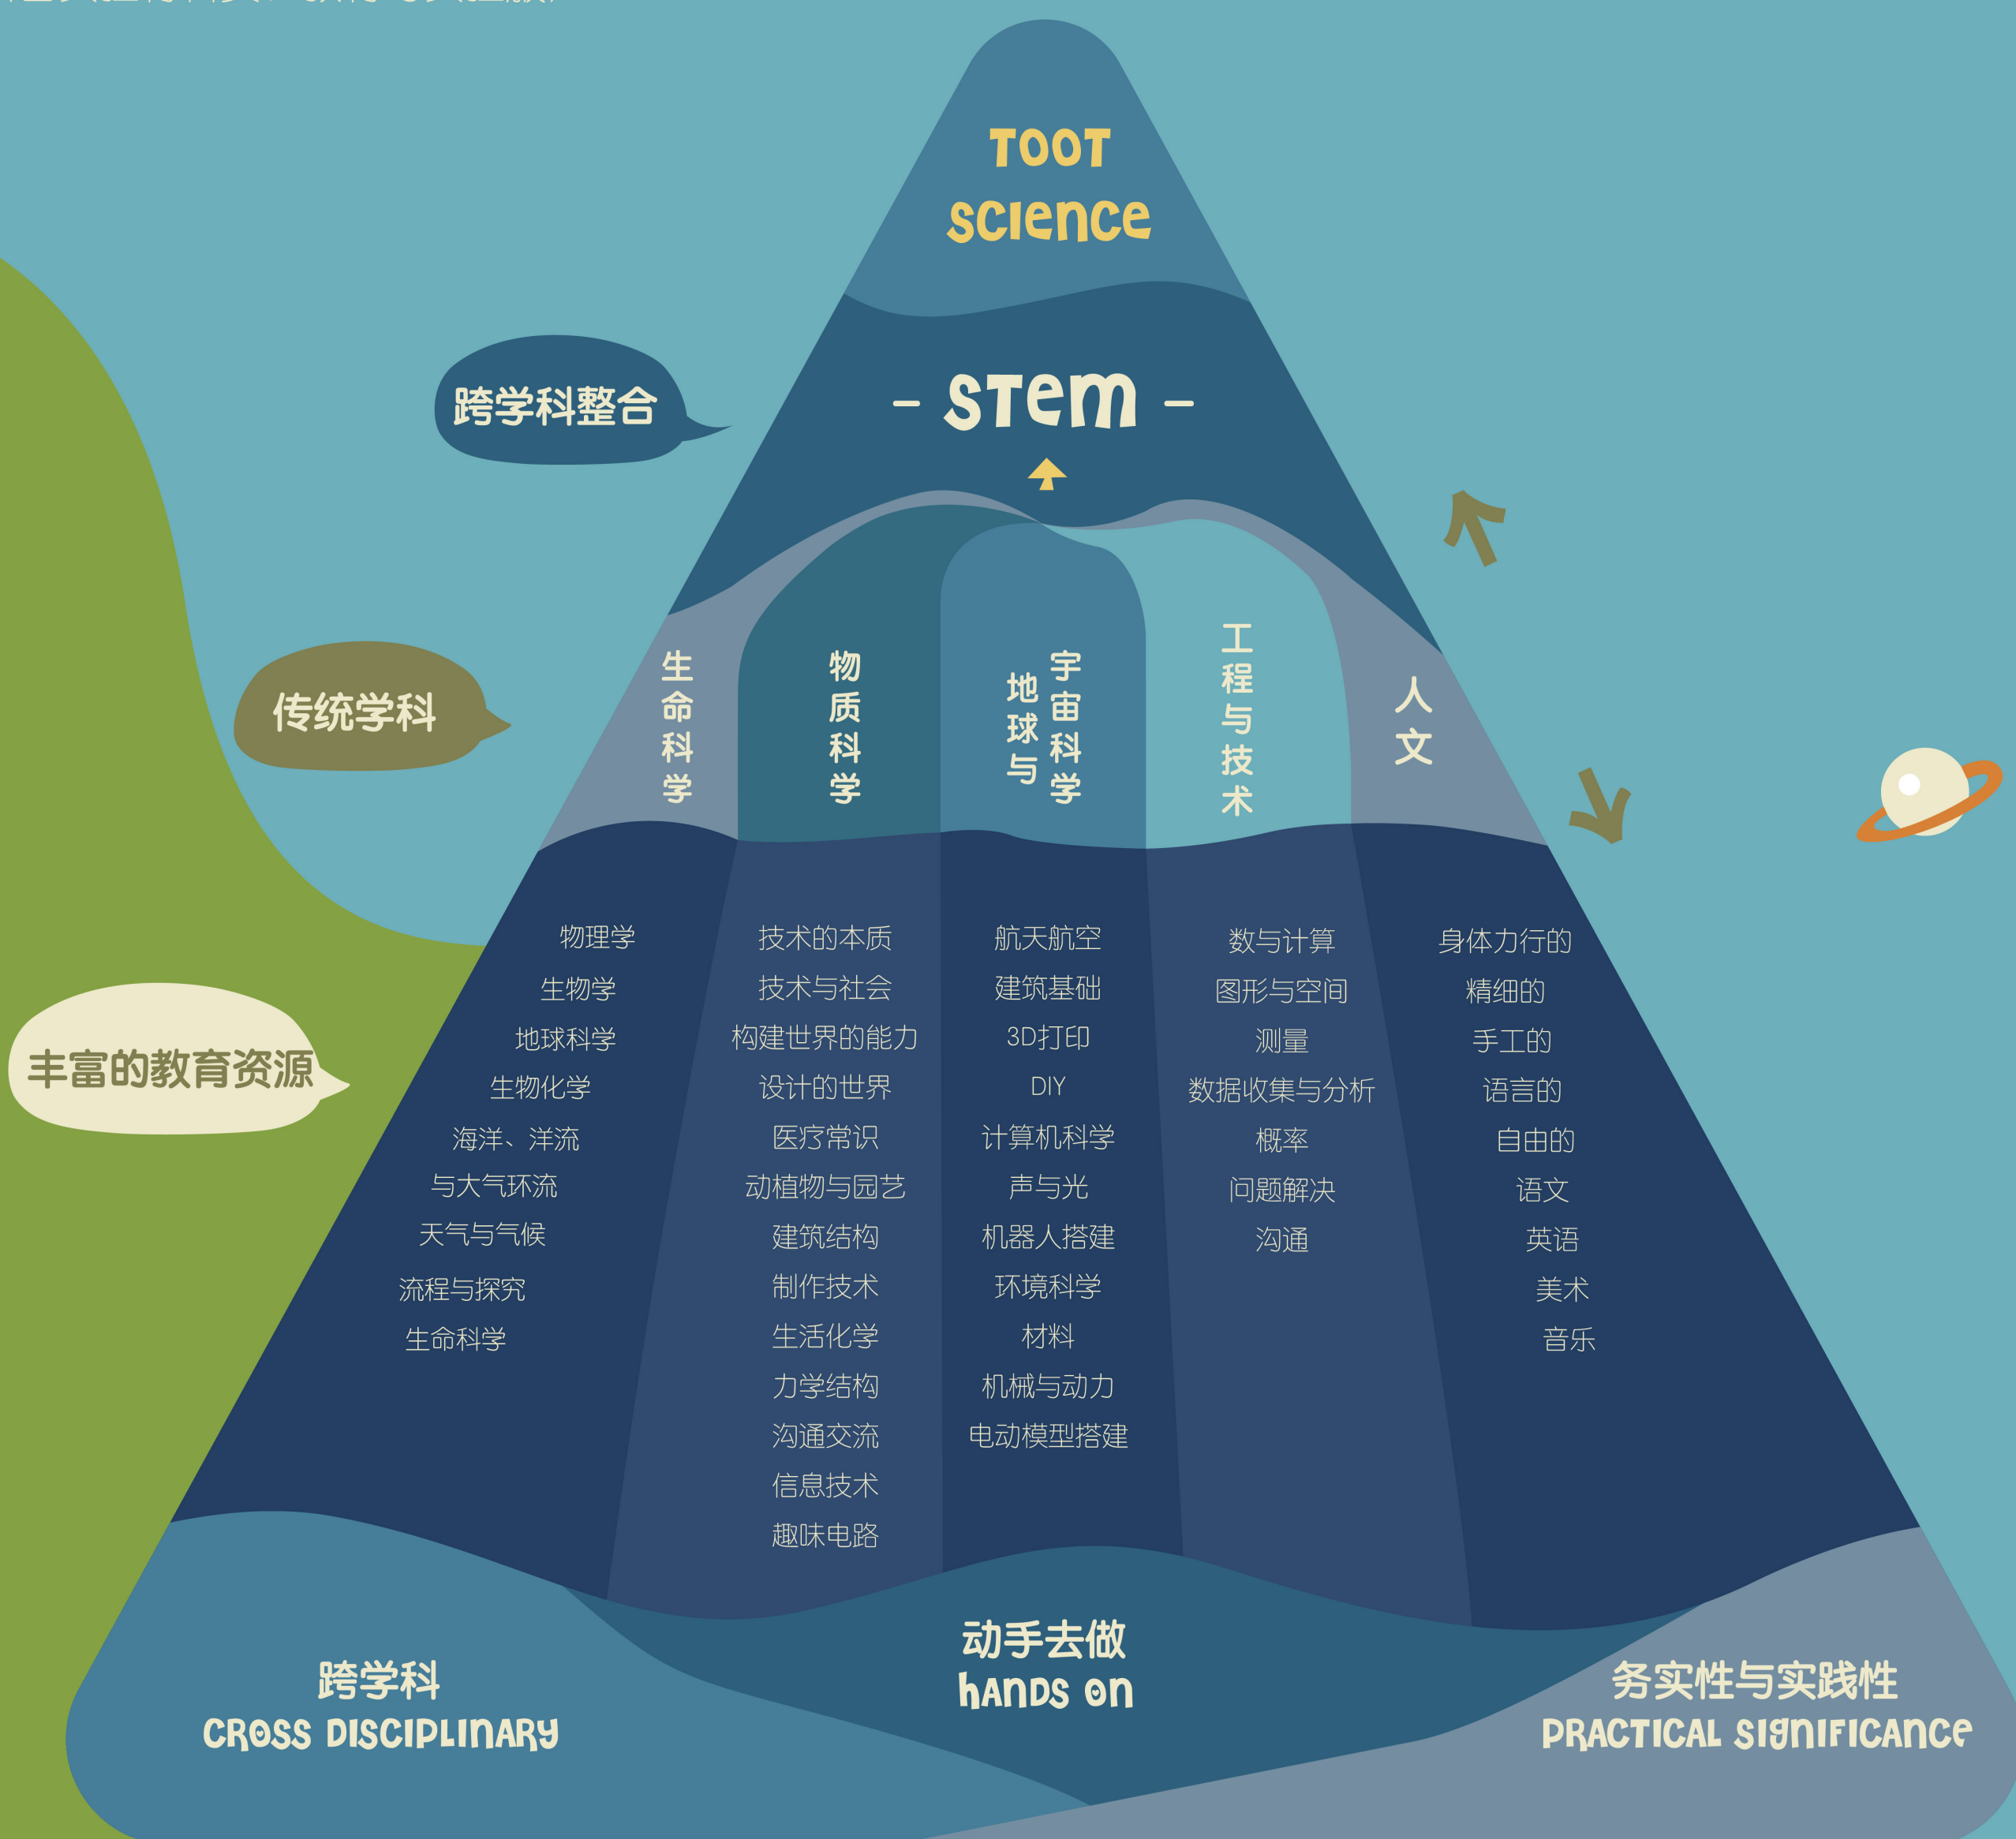 TOOT
science
跨学科整合
- STem -
传统学科
生命科学
物质科学
地球与
宇宙科学
工程与技术
人文
丰富的教育资源
物理学
生物学
地球科学
生物化学
海洋、洋流
与大气环流
天气与气候
流程与探究
生命科学
技术的本质
技术与社会
构建世界的能力
设计的世界
医疗常识
动植物与园艺
建筑结构
制作技术
生活化学
力学结构
沟通交流
信息技术
趣味电路
航天航空
建筑基础
3D打印
DIY
计算机科学
声与光
机器人搭建
环境科学
材料
机械与动力
电动模型搭建
数与计算
图形与空间
测量
数据收集与分析
概率
问题解决
沟通
身体力行的
精细的
手工的
语言的
自由的
语文
英语
美术
音乐
跨学科
CROSS DISCIPLINARY
动手去做
HANDS ON
务实性与实践性
PRACTICAL SIGNIFICANCE